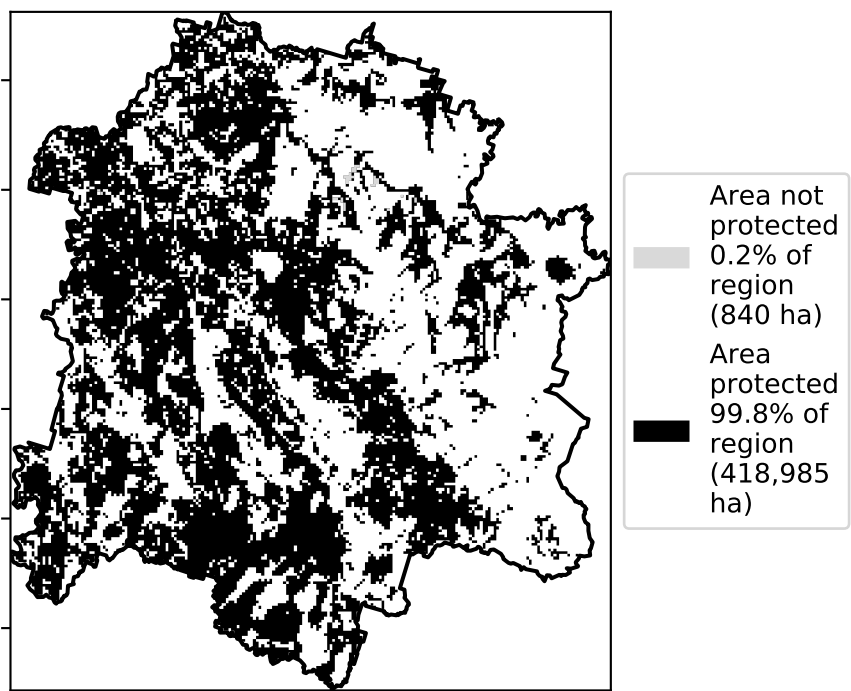 Area not
protected
0.2% of
region
(840 ha)
Area
protected
99.8% of
region
(418,985
ha)